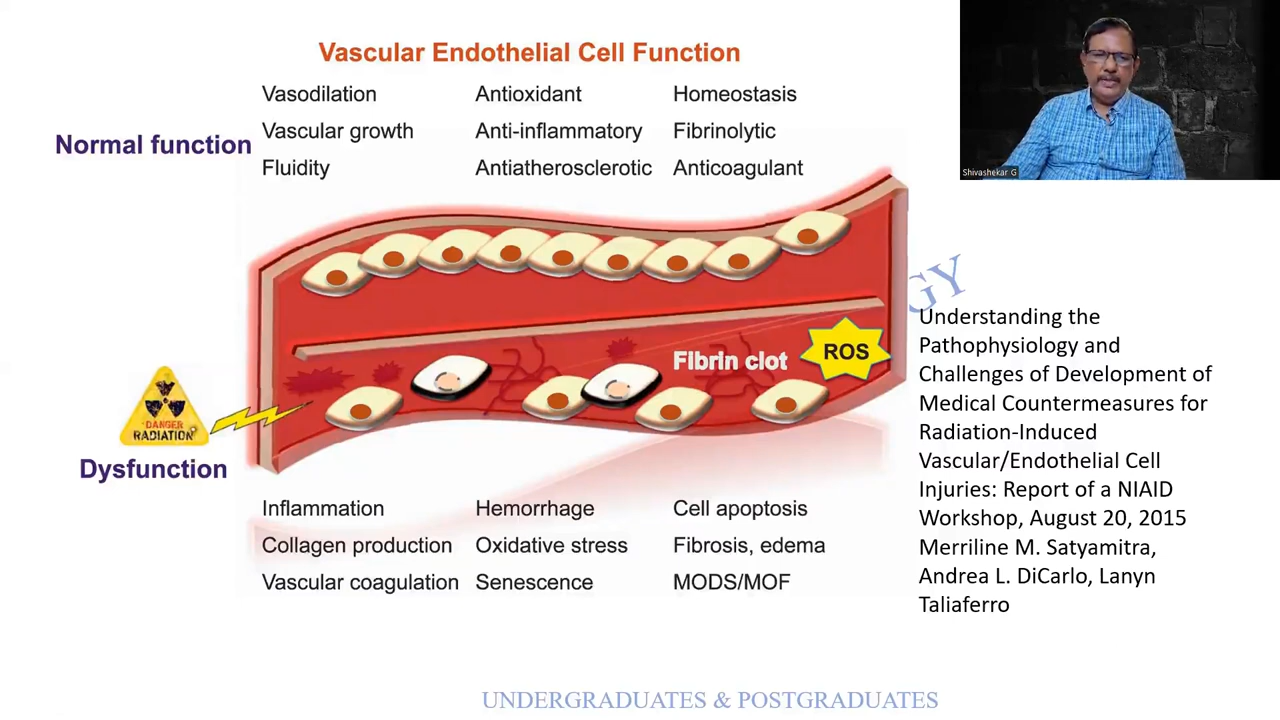 Vascular Endothelial Cell Function
Vasodilation Antioxidant Homeostasis
Normal function
Vascular growth Anti-inflammatory Fibrinolytic
Fluidity Antiatherosclerotic Anticoagulant
Shivashekar G
GY
Fibrin clot
ROS
DANGER
RADIATION
Dysfunction
Inflammation Hemorrhage Cell apoptosis
Collagen production Oxidative stress Fibrosis, edema
Vascular coagulation Senescence MODS/MOF
Understanding the
Pathophysiology and
Challenges of Development of
Medical Countermeasures for
Radiation-Induced
Vascular/Endothelial Cell
Injuries: Report of a NIAID
Workshop, August 20, 2015
Merriline M. Satyamitra,
Andrea L. DiCarlo, Lanyn
Taliaferro
UNDERGRADUATES & POSTGRADUATES